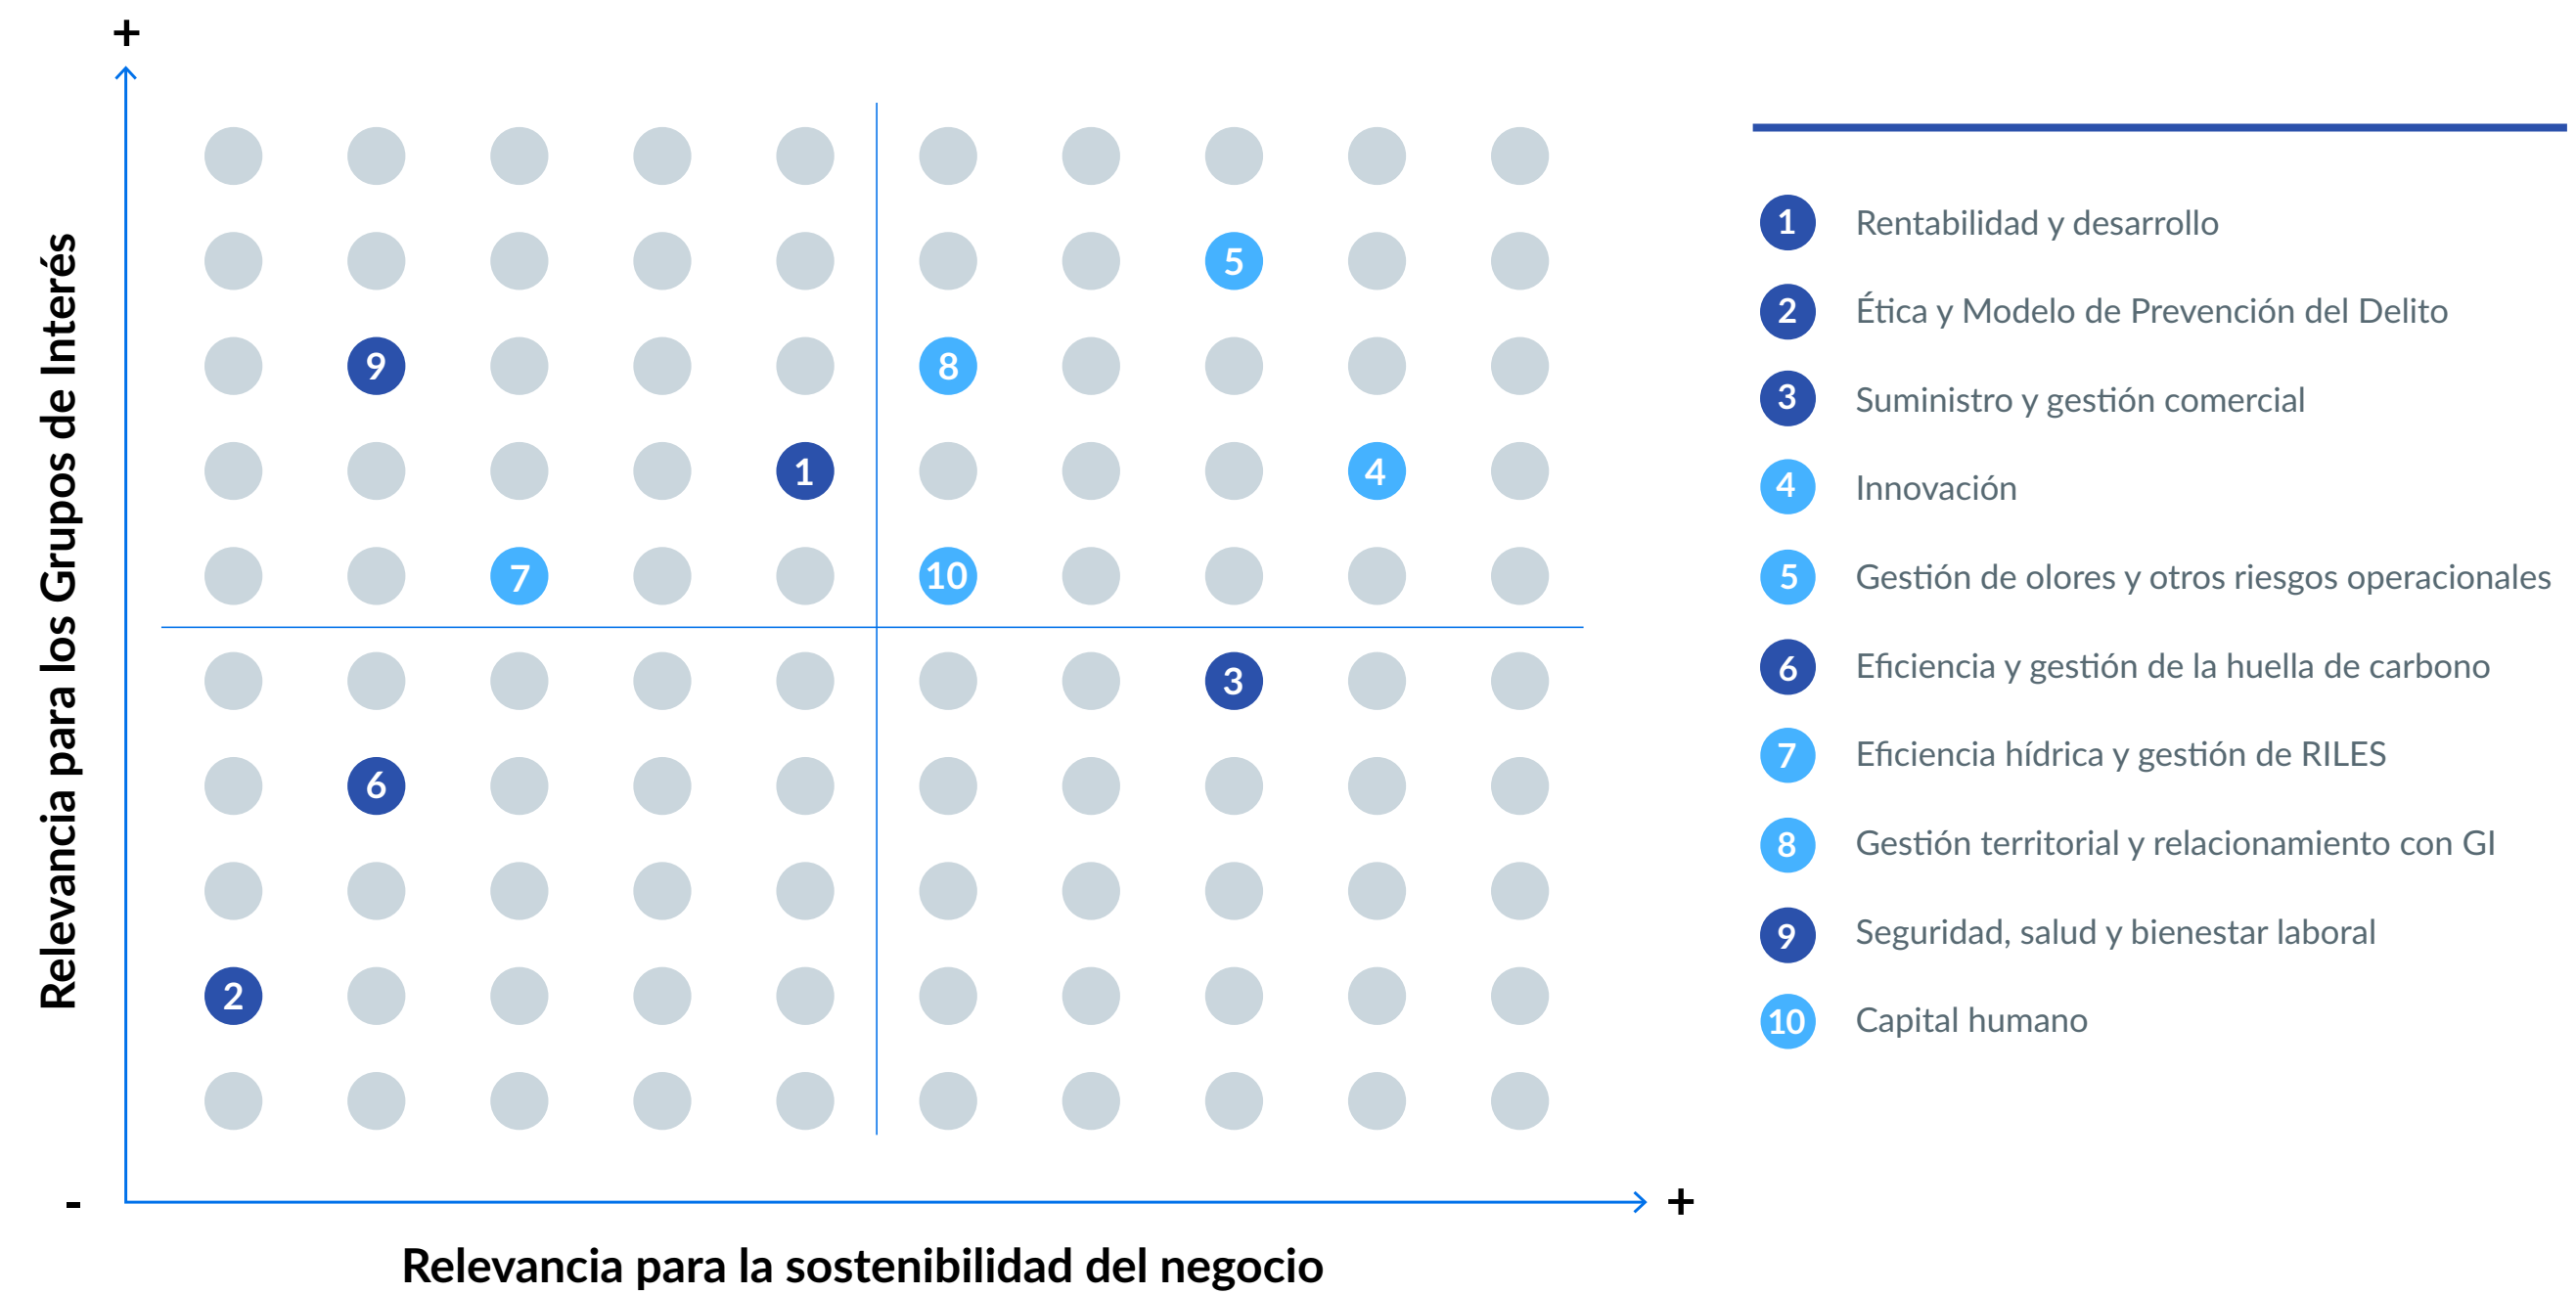 +
Relevancia para los Grupos de Interés
5
9
8
1
4
7
10
3
6
2
-
+
Relevancia para la sostenibilidad del negocio
1 Rentabilidad y desarrollo
2 Ética y Modelo de Prevención del Delito
3 Suministro y gestión comercial
4 Innovación
5 Gestión de olores y otros riesgos operacionales
6 Eficiencia y gestión de la huella de carbono
7 Eficiencia hídrica y gestión de RILES
8 Gestión territorial y relacionamiento con GI
9 Seguridad, salud y bienestar laboral
10 Capital humano